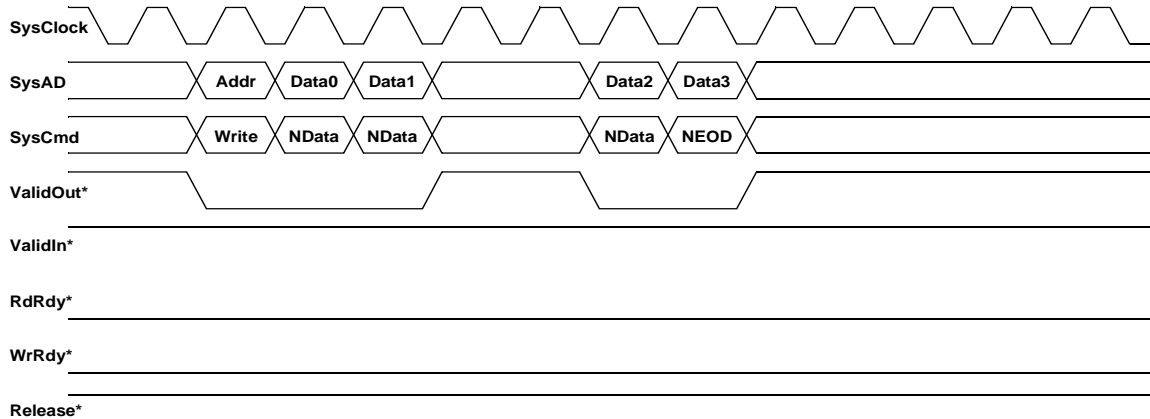 SysClock
SysAD Addr Data0 Data1 Data2 Data3
SysCmd Write NData NData NData NEOD
ValidOut*
ValidIn*
RdRdy*
WrRdy*
Release*